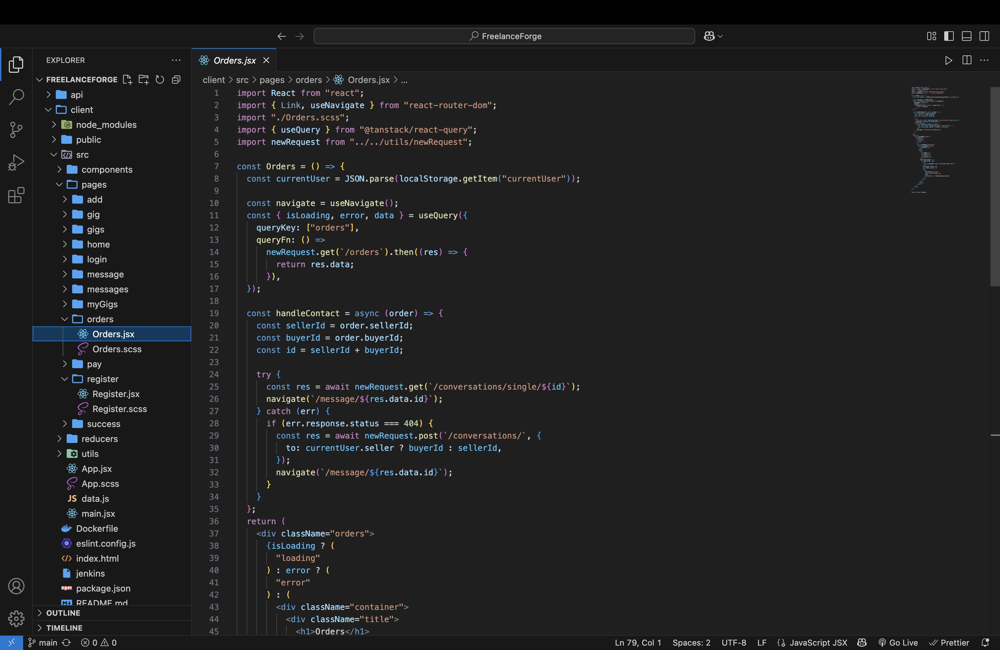 FreelanceForge
EXPLORER
FREELANCEFORGE
api
client
node_modules
public
src
components
pages
add
gig
gigs
home
login
message
messages
myGigs
orders
Orders.jsx
Orders.scss
pay
register
Register.jsx
Register.scss
success
reducers
utils
App.jsx
App.scss
JS data.js
main.jsx
Dockerfile
eslint.config.js
index.html
jenkins
npm package.json
README.md
OUTLINE
TIMELINE
Orders.jsx
client > src > pages > orders > Orders.jsx > ...
1 import React from "react";
2 import { Link, useNavigate } from "react-router-dom";
3 import "./Orders.scss";
4 import { useQuery } from "@tanstack/react-query";
5 import newRequest from "../../utils/newRequest";
6
7 const Orders = () => {
8 const currentUser = JSON.parse(localStorage.getItem("currentUser"));
9
10 const navigate = useNavigate();
11 const { isLoading, error, data } = useQuery({
12 queryKey: ["orders"],
13 queryFn: () =>
14 newRequest.get(`/orders`).then((res) => {
15 return res.data;
16 }),
17 });
18
19 const handleContact = async (order) => {
20 const sellerId = order.sellerId;
21 const buyerId = order.buyerId;
22 const id = sellerId + buyerId;
23
24 try {
25 const res = await newRequest.get(`/conversations/single/${id}`);
26 navigate(`/message/${res.data.id}`);
27 } catch (err) {
28 if (err.response.status === 404) {
29 const res = await newRequest.post(`/conversations/`, {
30 to: currentUser.seller ? buyerId : sellerId,
31 });
32 navigate(`/message/${res.data.id}`);
33 }
34 }
35 };
36 return (
37 <div className="orders">
38 {isLoading ? (
39 "loading"
40 ) : error ? (
41 "error"
42 ) : (
43 <div className="container">
44 <div className="title">
45 <h1>Orders</h1>
main 0 0
Ln 79, Col 1 Spaces: 2 UTF-8 LF JavaScript JSX Go Live Prettier